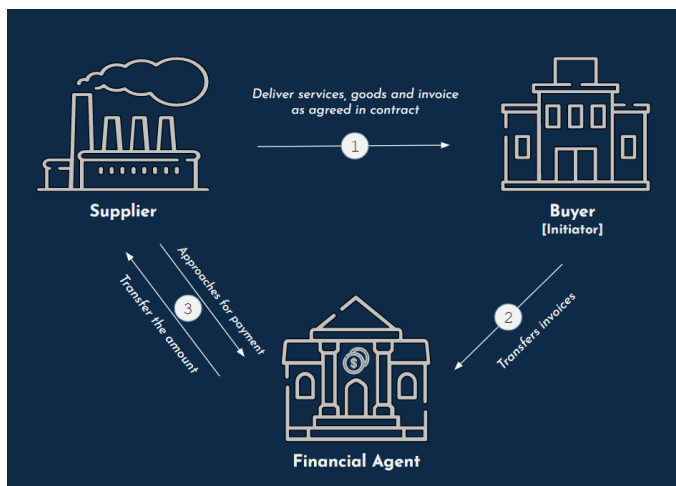 Deliver services, goods and invoice
as agreed in contract
1
Supplier
Buyer
[Initiator]
Approaches for payment
3
Transfer the amount
2
Transfers invoices
$
Financial Agent